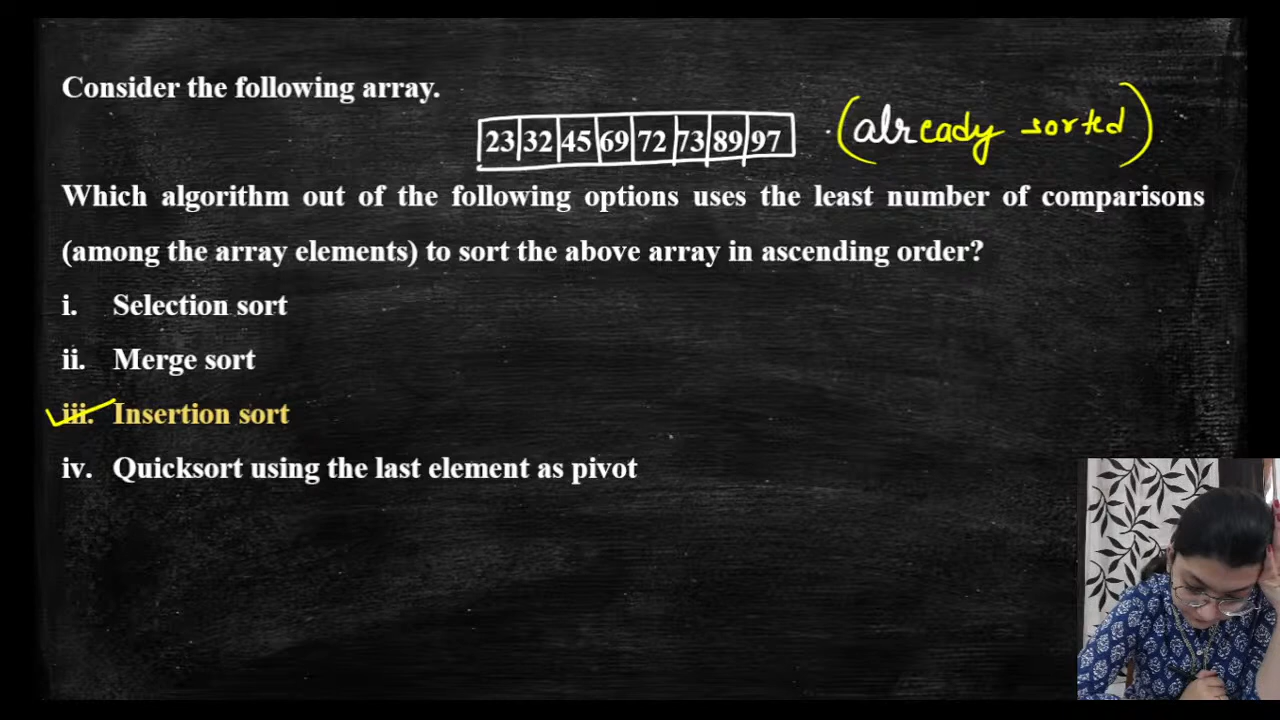 Consider the following array.
23 32 45 69 72 73 89 97 (already sorted)
Which algorithm out of the following options uses the least number of comparisons
(among the array elements) to sort the above array in ascending order?
i. Selection sort
ii. Merge sort
iii. Insertion sort
iv. Quicksort using the last element as pivot